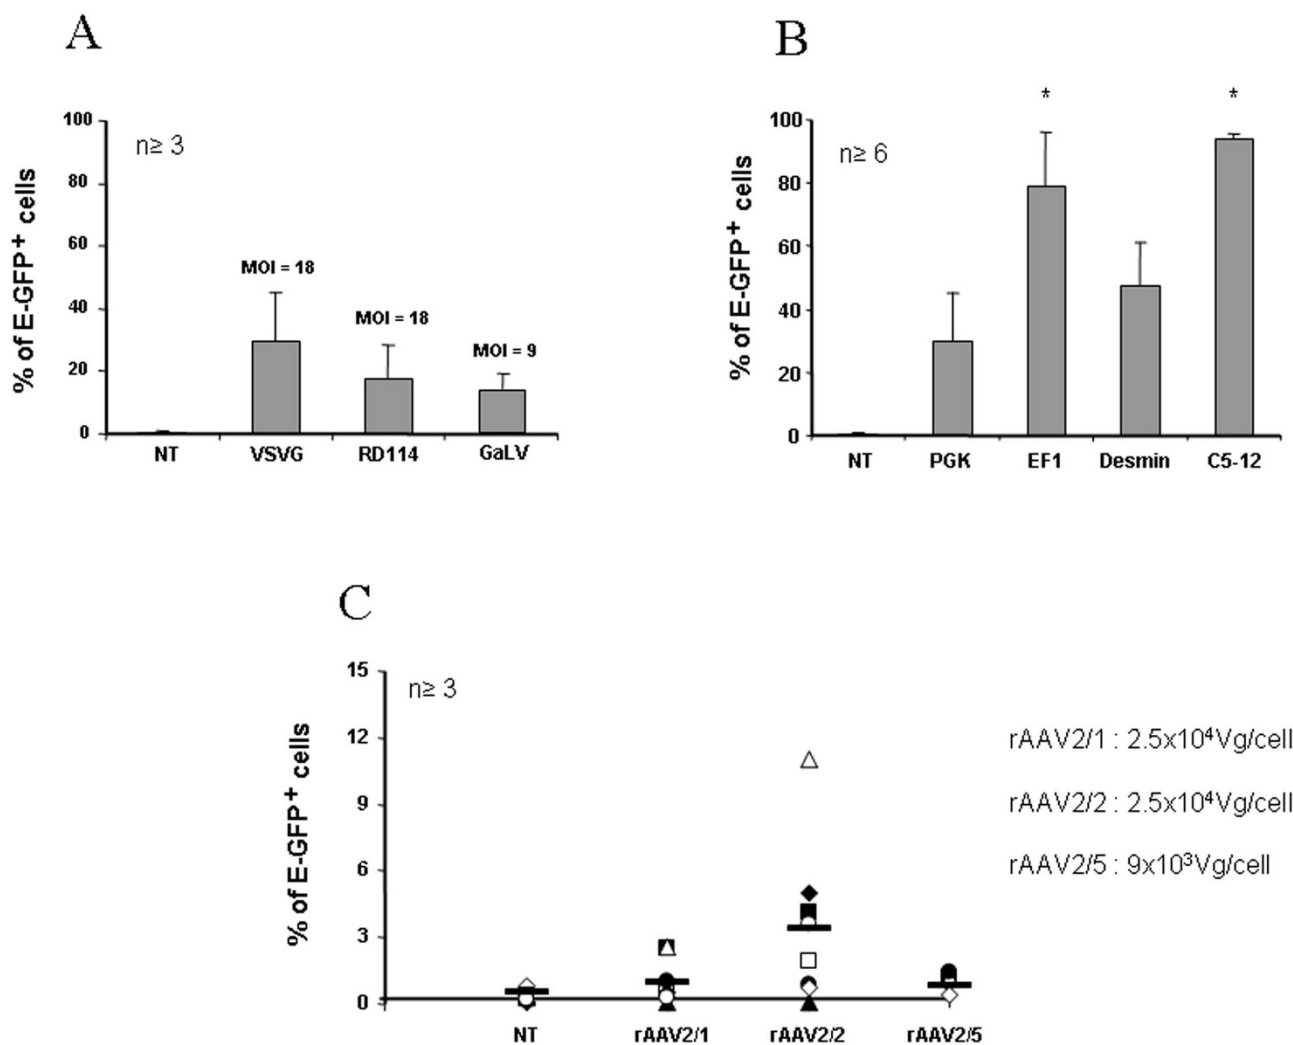 A
n≥ 3
% of E-GFP⁺ cells
100
80
60
40
20
0
MOI = 18
MOI = 18
MOI = 9
NT VSVG RD114 GaLV
B
n≥ 6
% of E-GFP⁺ cells
100
80
60
40
20
0
* *
NT PGK EF1 Desmin C5-12
C
n≥ 3
% of E-GFP⁺ cells
15
12
9
6
3
0
NT rAAV2/1 rAAV2/2 rAAV2/5
rAAV2/1 : 2.5x10⁴Vg/cell
rAAV2/2 : 2.5x10⁴Vg/cell
rAAV2/5 : 9x10³Vg/cell